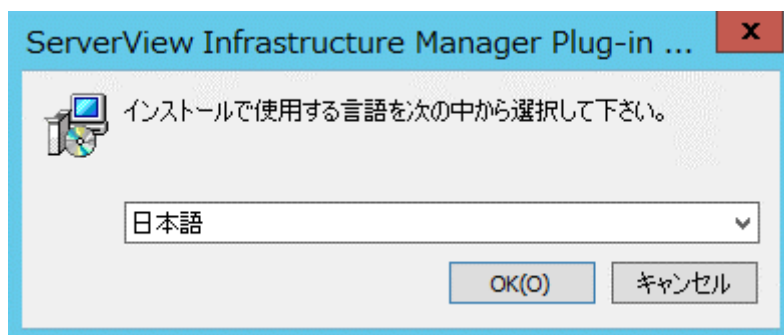 ServerView Infrastructure Manager Plug-in ...
x
インストールで使用する言語を次の中から選択して下さい。
日本語
OK(O)
キャンセル